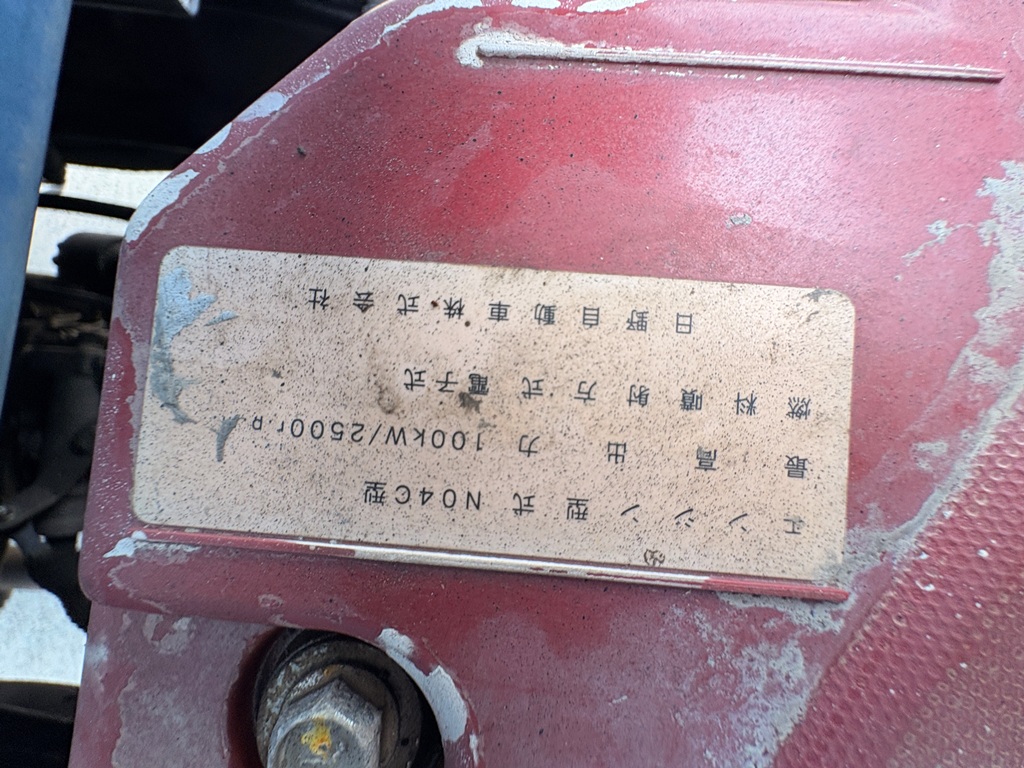 エンジン型式 N04C型
最高出力 100kW/2500r
燃料噴射方式 電子式
日野自動車株式会社